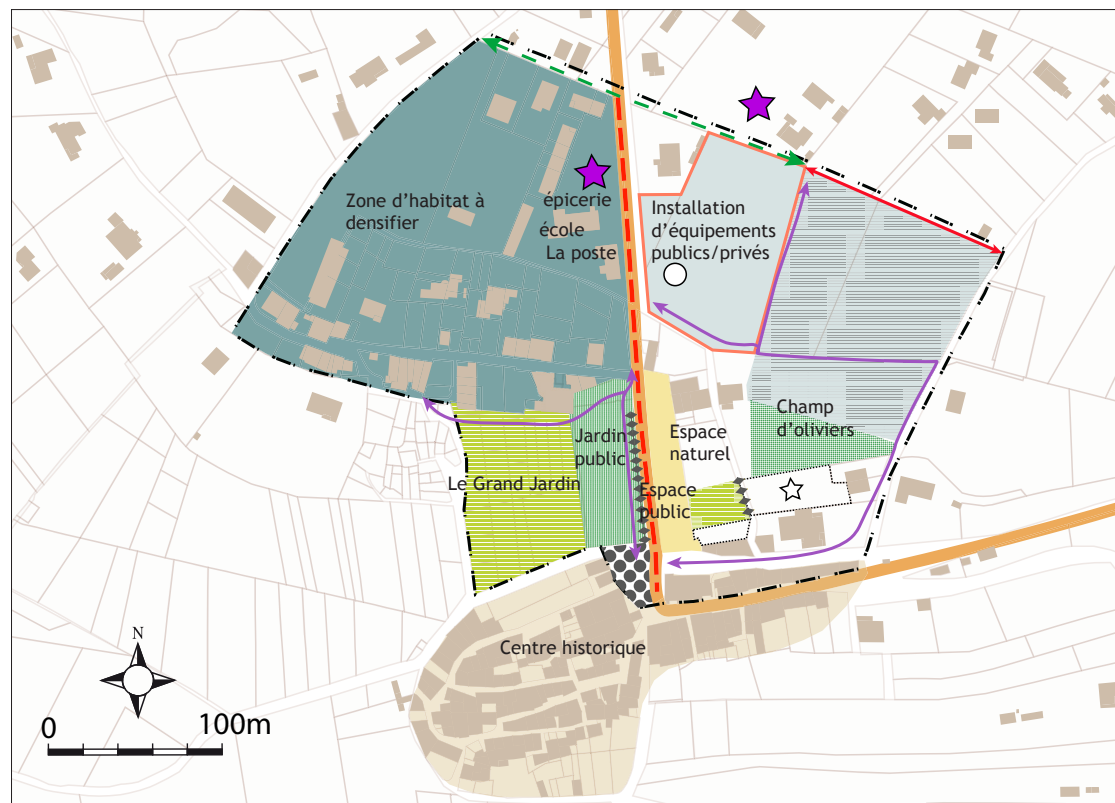 Zone d’habitat à
densifier
épicerie
école
La poste
Installation
d’équipements
publics/privés
Champ
d’oliviers
Jardin
public
Espace
naturel
Le Grand Jardin
Espace
public
Centre historique
N
0 100m